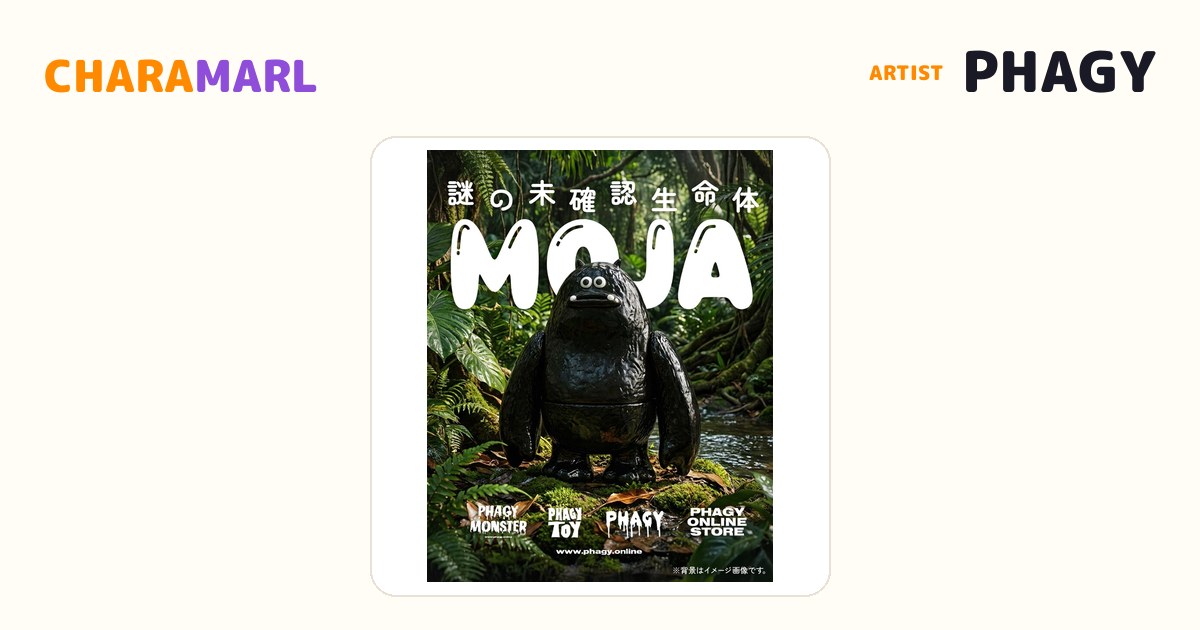 CHARAMARL
ARTIST PHAGY
謎の未確認生命体
MOJA
PHAGY MONSTER
PHAGY TOY
PHAGY
PHAGY ONLINE STORE
www.phagy.online
※背景はイメージ画像です。